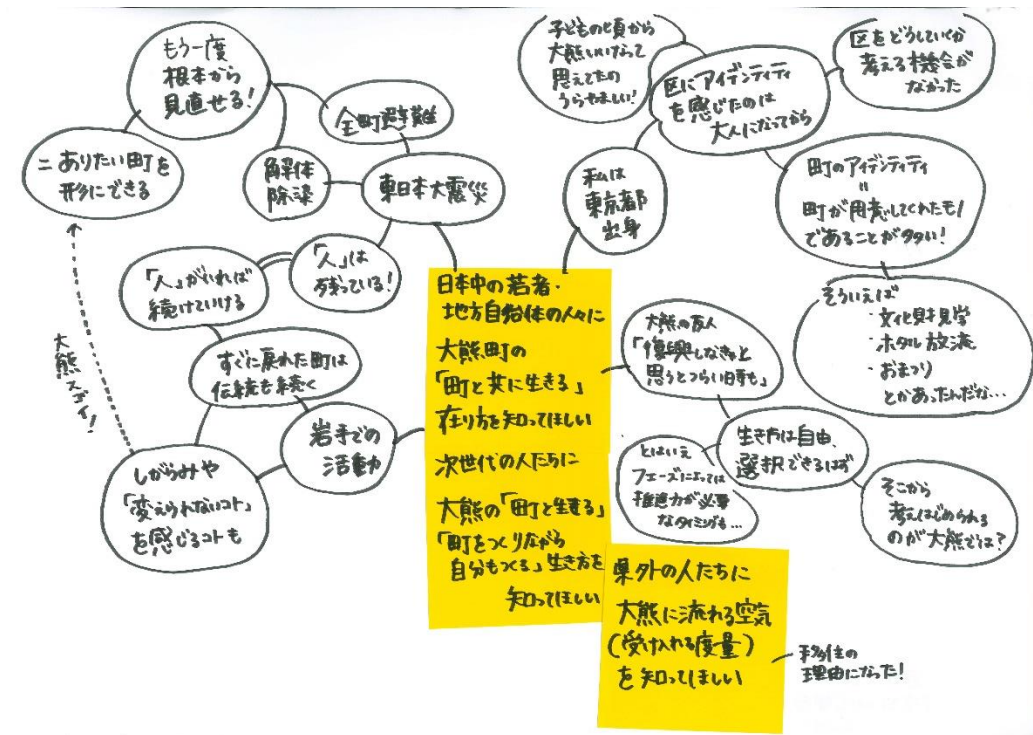 もう一度
根本から
見直せる!
全町避難
=ありたい町を
形にできる
解体
除染
東日本大震災
「人」は
残っている!
「人」がいれば
続けていける
すぐに戻れた町は
伝統も続く
岩手での
活動
しがらみや
「変えられないコト」
を感じるコトも
大熊スゴイ!
子どもの頃から
大熊いいなって
思えてたの
うらやましい!
区にアイデンティティ
を感じたのは
大人になってから
区をどうしていくか
考える機会が
なかった
私は
東京都
出身
町のアイデンティティ
=
町が用意してくれたモノ
であることが多い!
そういえば
・文化財見学
・ホタル放流
・おまつり
とかあったんだな…
日本中の若者・
地方自治体の人々に
大熊町の
「町と共に生きる」
在り方を知ってほしい
次世代の人たちに
大熊の「町と生きる」
「町をつくりながら
自分もつくる」生き方を
知ってほしい
大熊の友人
「復興しなきゃと
思うとつらい時も」
生き方は自由、
選択できるはず
とはいえ
フェーズによっては
推進力が必要
なタイミングも…
そこから
考えはじめられる
のが大熊では?
県外の人たちに
大熊に流れる空気
(受け入れる度量)
を知ってほしい
移住の
理由になった!